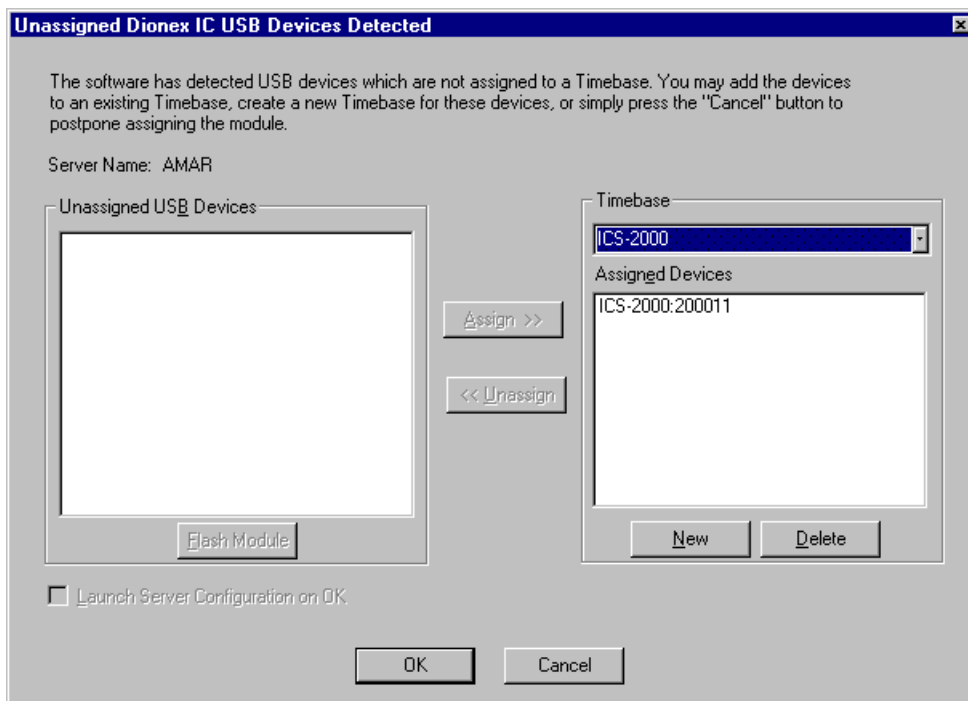 Unassigned Dionex IC USB Devices Detected
The software has detected USB devices which are not assigned to a Timebase. You may add the devices
to an existing Timebase, create a new Timebase for these devices, or simply press the "Cancel" button to
postpone assigning the module.
Server Name: AMAR
Unassigned USB Devices
Timebase
ICS-2000
Assigned Devices
ICS-2000:200011
Assign >>
<< Unassign
Flash Module
New
Delete
Launch Server Configuration on OK
OK
Cancel